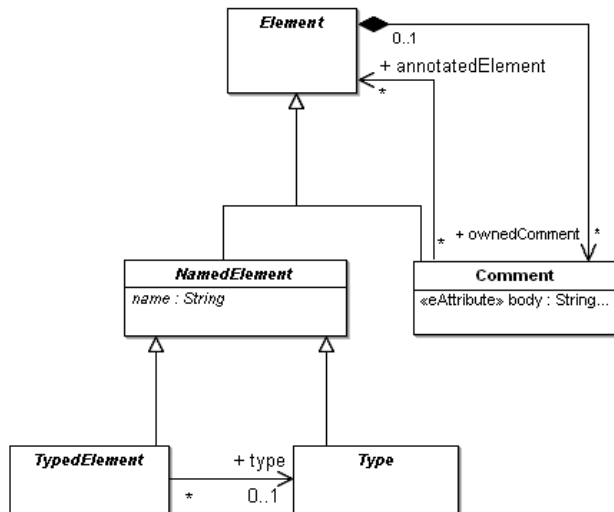 Element
0..1
+ annotatedElement
*
* + ownedComment *
NamedElement
name : String
Comment
«eAttribute» body : String...
TypedElement
+ type
Type
* 0..1